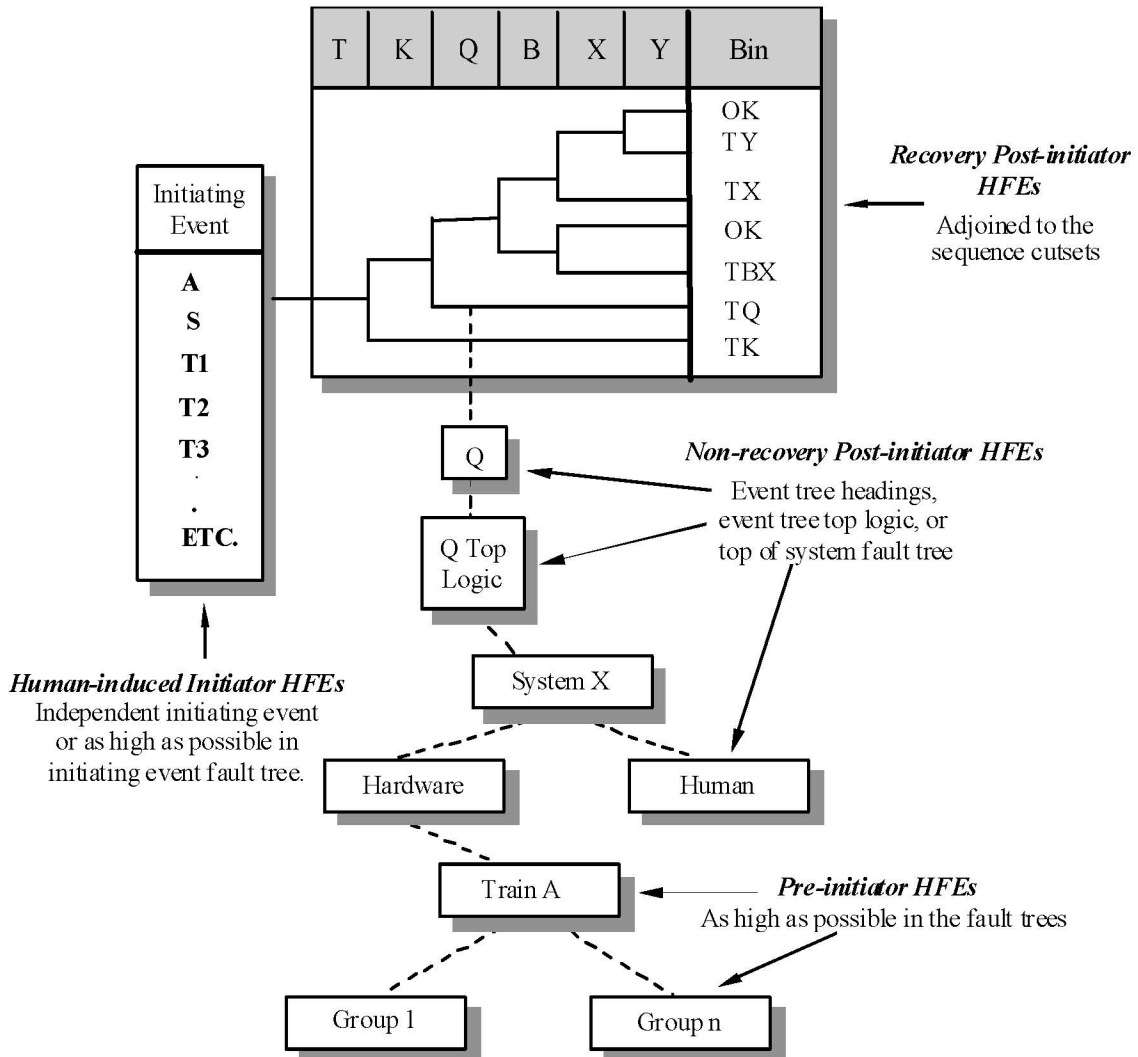 T K Q B X Y Bin
OK
TY
TX
OK
TBX
TQ
TK
Recovery Post-initiator
HFEs
Adjoined to the
sequence cutsets
Initiating
Event
A
S
T1
T2
T3
.
.
ETC.
Q
Q Top
Logic
Non-recovery Post-initiator HFEs
Event tree headings,
event tree top logic, or
top of system fault tree
Human-induced Initiator HFEs
Independent initiating event
or as high as possible in
initiating event fault tree.
System X
Hardware
Human
Train A
Pre-initiator HFEs
As high as possible in the fault trees
Group 1
Group n